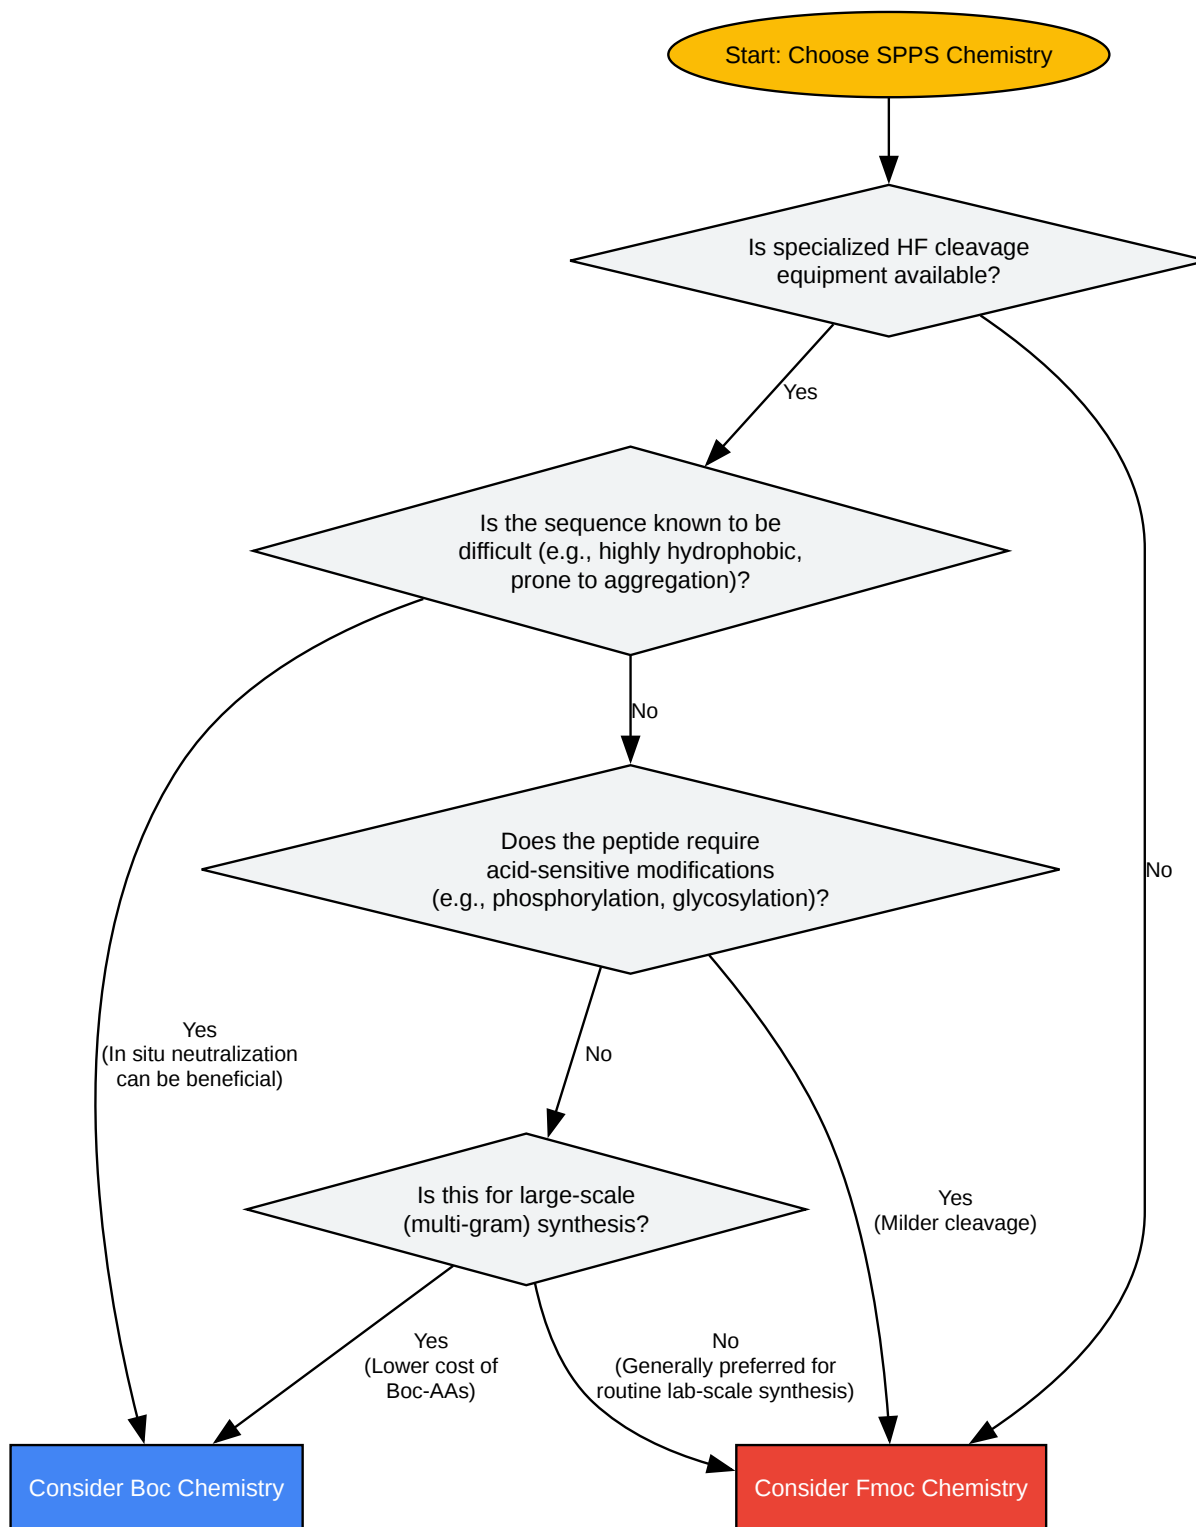 Start: Choose SPPS Chemistry
Is specialized HF cleavage
equipment available?
Yes
Is the sequence known to be
difficult (e.g., highly hydrophobic,
prone to aggregation)?
No
Does the peptide require
acid-sensitive modifications
(e.g., phosphorylation, glycosylation)?
No
Yes
(In situ neutralization
can be beneficial)
No
Is this for large-scale
(multi-gram) synthesis?
Yes
(Milder cleavage)
Yes
(Lower cost of
Boc-AAs)
No
(Generally preferred for
routine lab-scale synthesis)
Consider Boc Chemistry
Consider Fmoc Chemistry